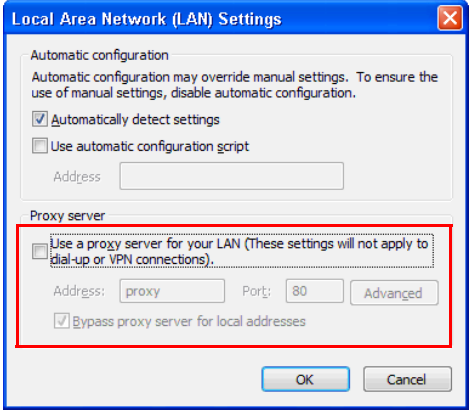 Local Area Network (LAN) Settings
Automatic configuration
Automatic configuration may override manual settings. To ensure the
use of manual settings, disable automatic configuration.
Automatically detect settings
Use automatic configuration script
Address
Proxy server
Use a proxy server for your LAN (These settings will not apply to
dial-up or VPN connections).
Address: proxy Port: 80 Advanced
Bypass proxy server for local addresses
OK Cancel